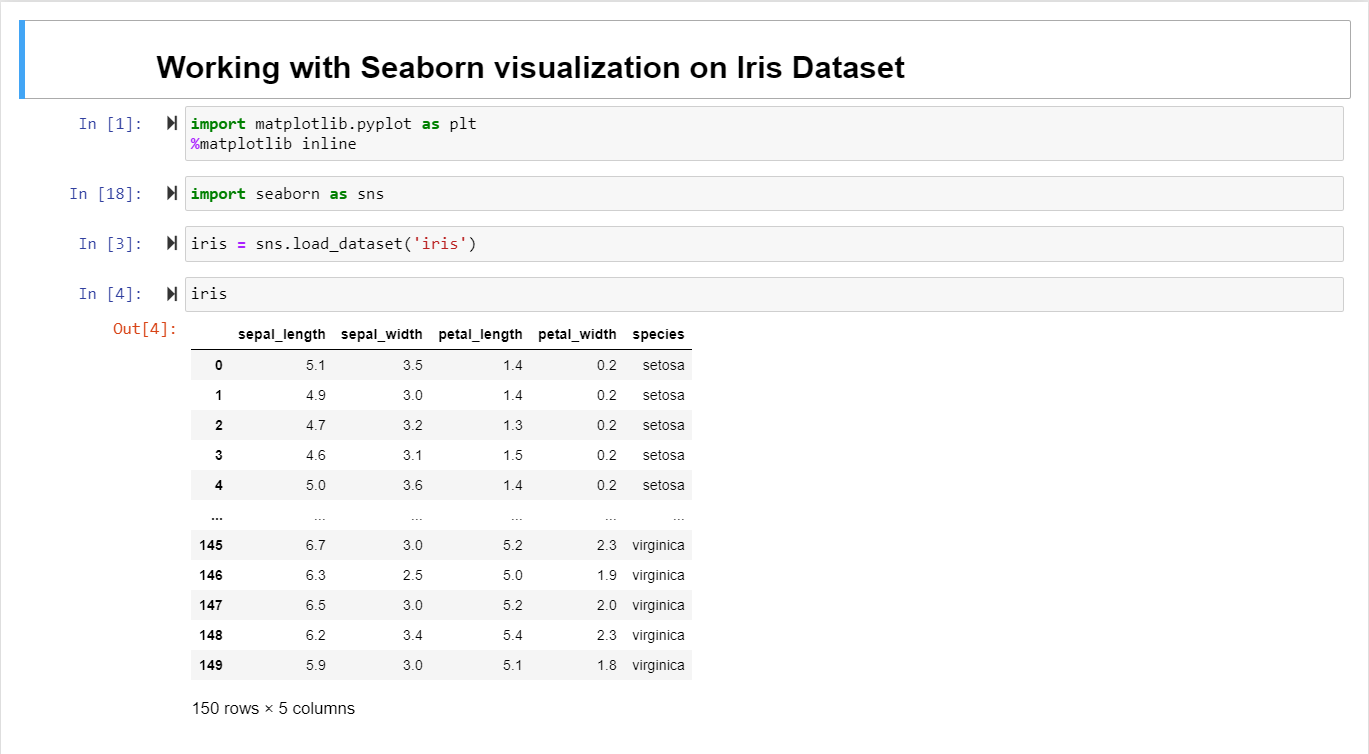 Working with Seaborn visualization on Iris Dataset
In [1]: import matplotlib.pyplot as plt
%matplotlib inline
In [18]: import seaborn as sns
In [3]: iris = sns.load_dataset('iris')
In [4]: iris
Out[4]:
sepal_length sepal_width petal_length petal_width species
0 5.1 3.5 1.4 0.2 setosa
1 4.9 3.0 1.4 0.2 setosa
2 4.7 3.2 1.3 0.2 setosa
3 4.6 3.1 1.5 0.2 setosa
4 5.0 3.6 1.4 0.2 setosa
... ... ... ... ... ...
145 6.7 3.0 5.2 2.3 virginica
146 6.3 2.5 5.0 1.9 virginica
147 6.5 3.0 5.2 2.0 virginica
148 6.2 3.4 5.4 2.3 virginica
149 5.9 3.0 5.1 1.8 virginica
150 rows × 5 columns